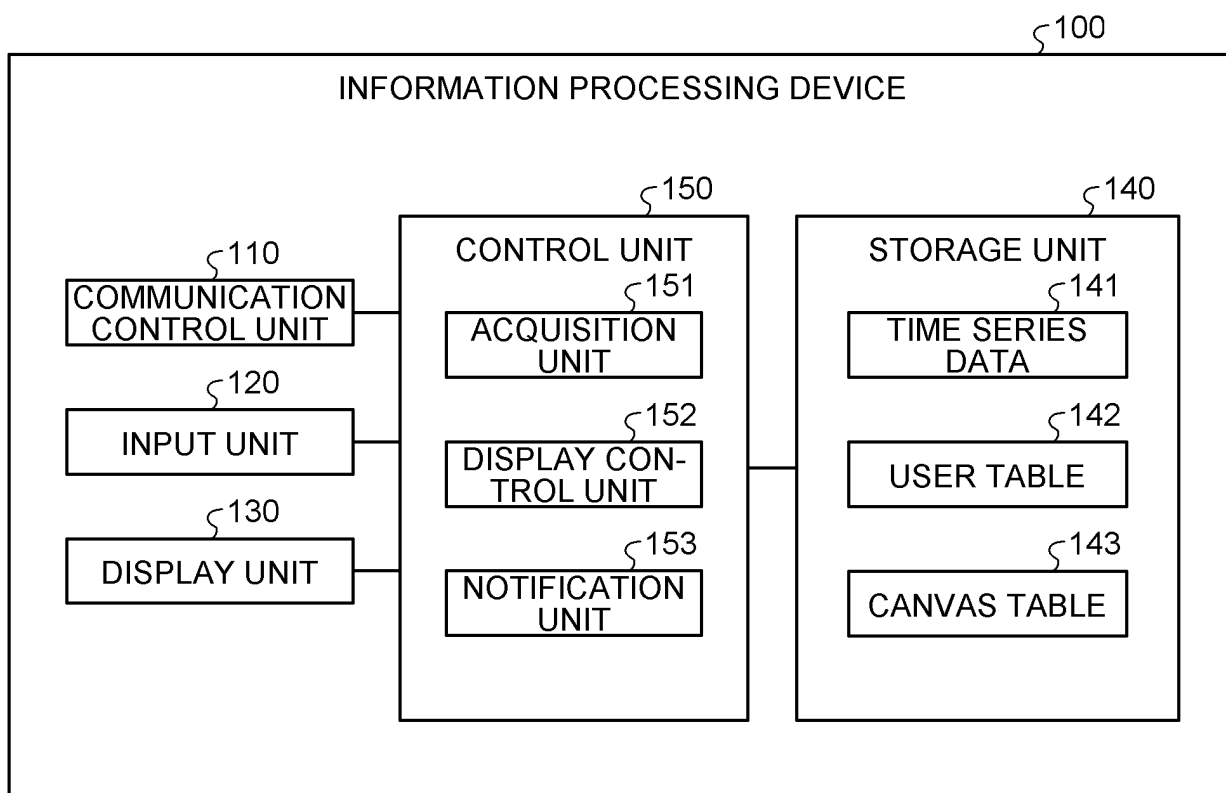 100
INFORMATION PROCESSING DEVICE
150
CONTROL UNIT
140
STORAGE UNIT
110
COMMUNICATION
CONTROL UNIT
120
INPUT UNIT
130
DISPLAY UNIT
151
ACQUISITION
UNIT
152
DISPLAY CON-
TROL UNIT
153
NOTIFICATION
UNIT
141
TIME SERIES
DATA
142
USER TABLE
143
CANVAS TABLE